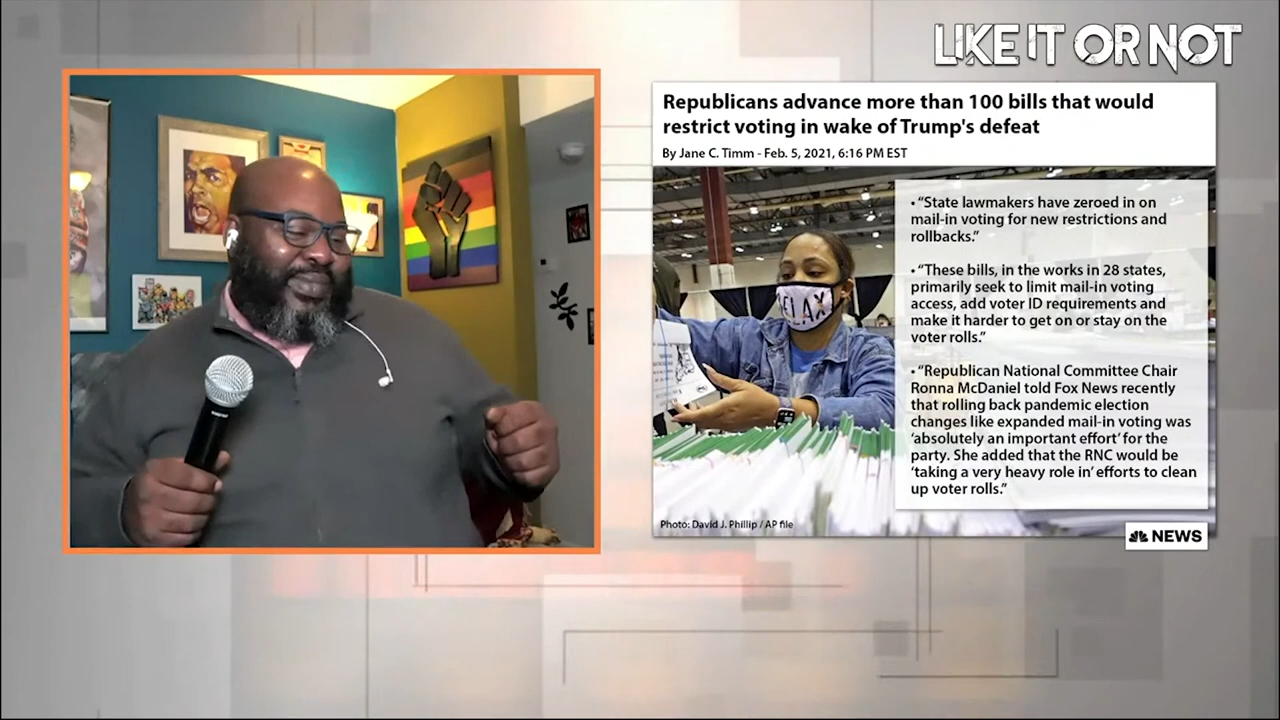 LIKE IT OR NOT
Republicans advance more than 100 bills that would
restrict voting in wake of Trump's defeat
By Jane C. Timm - Feb. 5, 2021, 6:16 PM EST
• “State lawmakers have zeroed in on
mail-in voting for new restrictions and
rollbacks.”
• “These bills, in the works in 28 states,
primarily seek to limit mail-in voting
access, add voter ID requirements and
make it harder to get on or stay on the
voter rolls.”
• “Republican National Committee Chair
Ronna McDaniel told Fox News recently
that rolling back pandemic election
changes like expanded mail-in voting was
‘absolutely an important effort’ for the
party. She added that the RNC would be
‘taking a very heavy role in’ efforts to clean
up voter rolls.”
Photo: David J. Phillip / AP file
NEWS